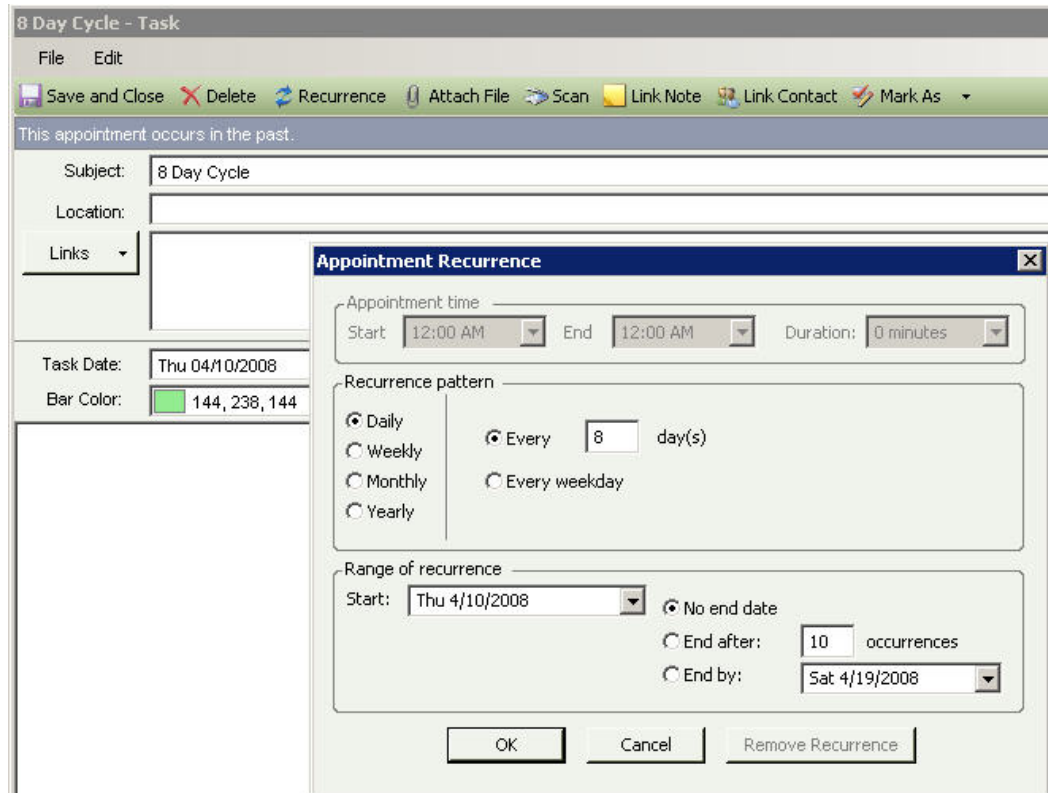 8 Day Cycle - Task
File Edit
Save and Close Delete Recurrence Attach File Scan Link Note Link Contact Mark As
This appointment occurs in the past.
Subject: 8 Day Cycle
Location:
Links
Appointment Recurrence
Appointment time
Start 12:00 AM End 12:00 AM Duration: 0 minutes
Task Date: Thu 04/10/2008
Bar Color: 144, 238, 144
Recurrence pattern
Daily
Weekly
Monthly
Yearly
Every 8 day(s)
Every weekday
Range of recurrence
Start: Thu 4/10/2008
No end date
End after: 10 occurrences
End by: Sat 4/19/2008
OK Cancel Remove Recurrence